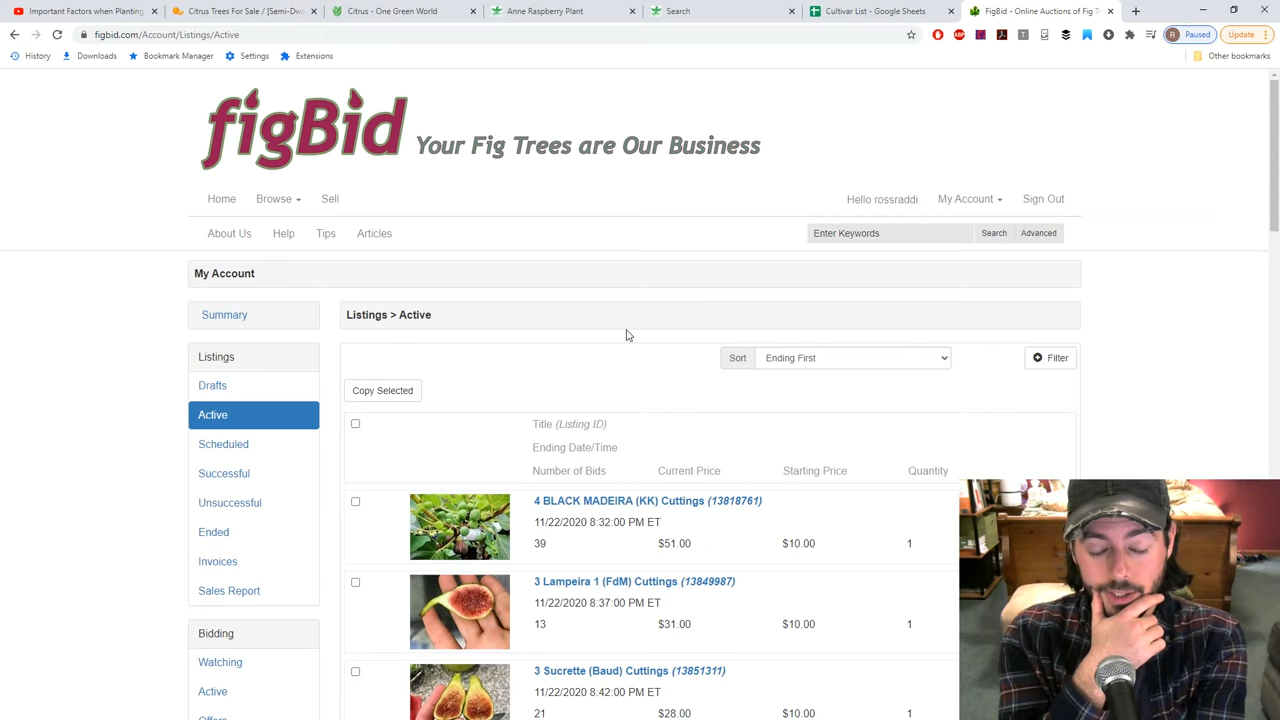 Important Factors when Planting
Citrus Trees For Sale / [Semi-Dw
Citrus - One Green World
Anne Raspberry Plant
Search
Cultivar List - Google Sheets
FigBid - Online Auctions of Fig T
figbid.com/Account/Listings/Active
R Paused
Update
History
Downloads
Bookmark Manager
Settings
Extensions
Other bookmarks
figBid
Your Fig Trees are Our Business
Home
Browse
Sell
Hello rossraddi
My Account
Sign Out
About Us
Help
Tips
Articles
Enter Keywords
Search
Advanced
My Account
Summary
Listings > Active
Listings
Sort
Ending First
Filter
Drafts
Copy Selected
Active
Title (Listing ID)
Scheduled
Ending Date/Time
Successful
Number of Bids
Current Price
Starting Price
Quantity
Unsuccessful
4 BLACK MADEIRA (KK) Cuttings (13818761)
11/22/2020 8:32:00 PM ET
Ended
39
$51.00
$10.00
1
Invoices
3 Lampeira 1 (FdM) Cuttings (13849987)
Sales Report
11/22/2020 8:37:00 PM ET
13
$31.00
$10.00
1
Bidding
Watching
3 Sucrette (Baud) Cuttings (13851311)
Active
11/22/2020 8:42:00 PM ET
21
$28.00
$10.00
1
Offers